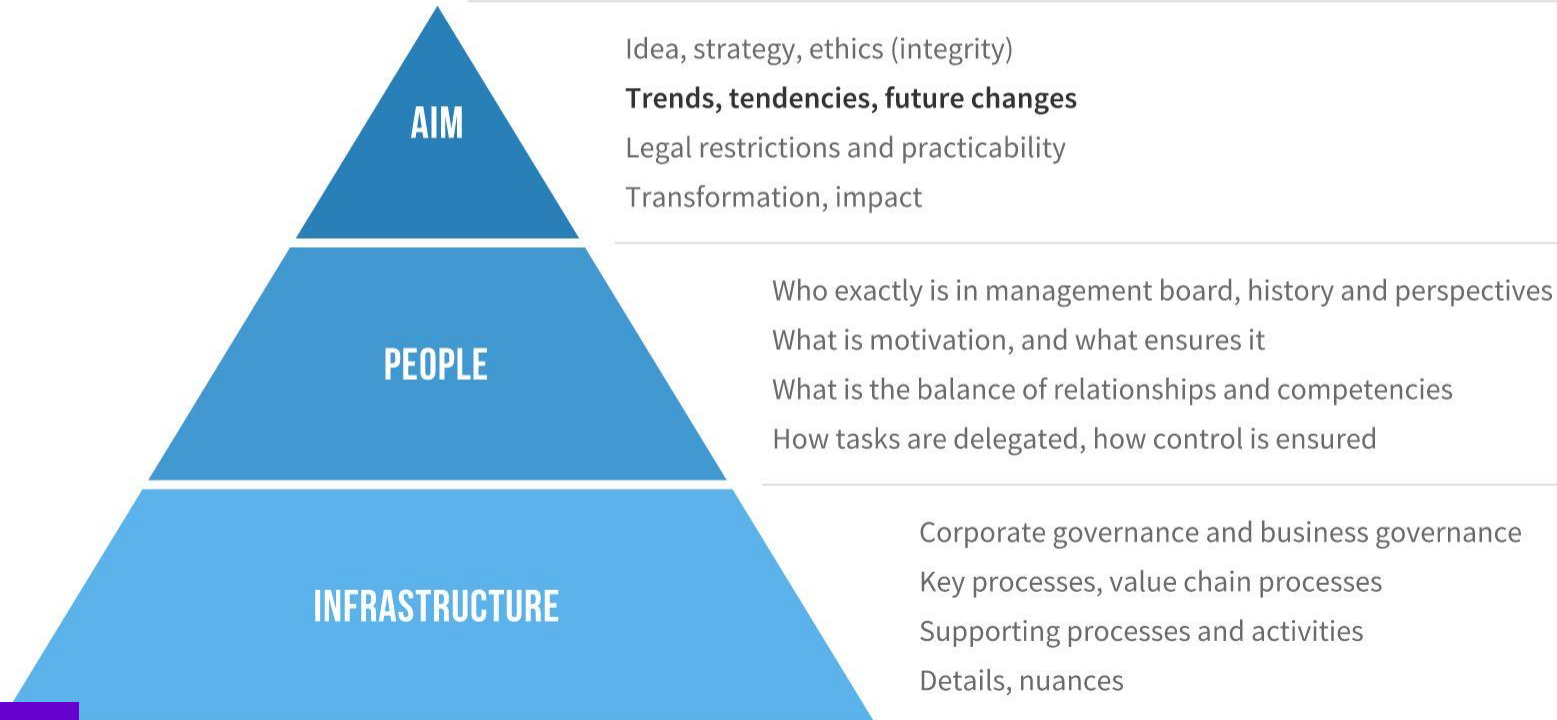 AIM
Idea, strategy, ethics (integrity)
Trends, tendencies, future changes
Legal restrictions and practicability
Transformation, impact
PEOPLE
Who exactly is in management board, history and perspectives
What is motivation, and what ensures it
What is the balance of relationships and competencies
How tasks are delegated, how control is ensured
INFRASTRUCTURE
Corporate governance and business governance
Key processes, value chain processes
Supporting processes and activities
Details, nuances